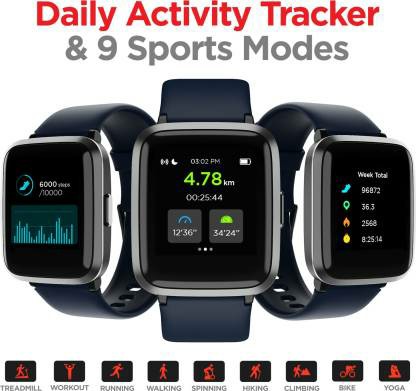 Daily Activity Tracker
& 9 Sports Modes
6000 steps
/10000
03:02 PM
4.78 km
00:25:44
12'36"
34'24"
Week Total
96872
36.3
2568
8:25:14
TREADMILL
WORKOUT
RUNNING
WALKING
SPINNING
HIKING
CLIMBING
BIKE
YOGA